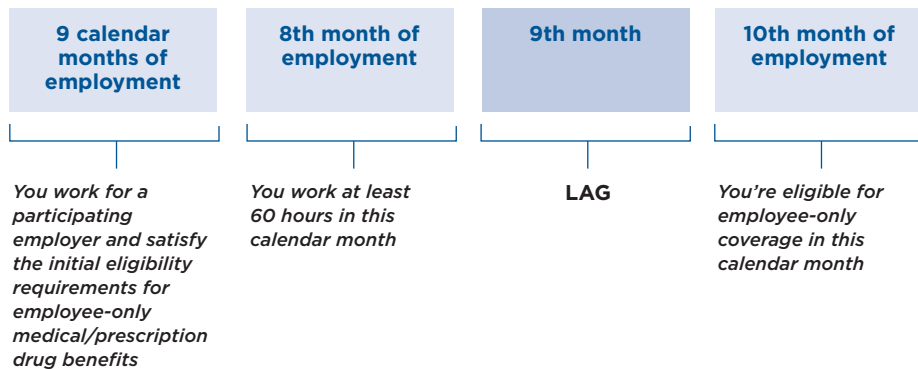 9 calendar
months of
employment
8th month of
employment
9th month
10th month of
employment
You work for a
participating
employer and satisfy
the initial eligibility
requirements for
employee-only
medical/prescription
drug benefits
You work at least
60 hours in this
calendar month
LAG
You’re eligible for
employee-only
coverage in this
calendar month